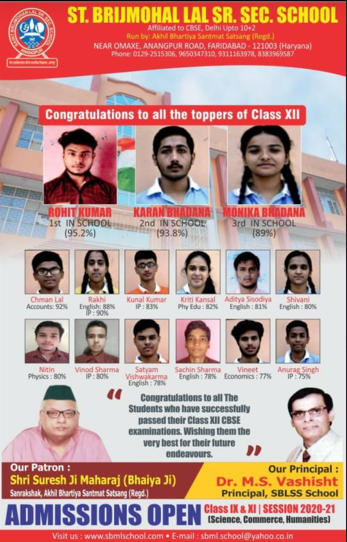 ST. BRIJMOHAL LAL SR. SEC. SCHOOL
Affiliated to CBSE, Delhi Upto 10+2
Run by: Akhil Bhartiya Santmat Satsang (Regd.)
NEAR OMAXE, ANANGPUR ROAD, FARIDABAD - 121003 (Haryana)
Phone: 0129-2515306, 9650347310, 9311163978, 8383969587
Congratulations to all the toppers of Class XII
ROHIT KUMAR
1st IN SCHOOL
(95.2%)
KARAN BHADANA
2nd IN SCHOOL
(93.8%)
MONIKA BHADANA
3rd IN SCHOOL
(89%)
Chman Lal
Accounts: 92%
Rakhi
English: 88%
IP : 90%
Kunal Kumar
IP : 83%
Kriti Kansal
Phy Edu : 82%
Aditya Sisodiya
English : 81%
Shivani
English : 80%
Nitin
Physics : 80%
Vinod Sharma
IP : 80%
Satyam
Vishwakarma
English : 78%
Sachin Sharma
English : 78%
Vineet
Economics : 77%
Anurag Singh
IP : 75%
“ Congratulations to all The
Students who have successfully
passed their Class XII CBSE
examinations. Wishing them the
very best for their future
endeavours. ”
Our Patron :
Shri Suresh Ji Maharaj (Bhaiya Ji)
Sanrakshak, Akhil Bhartiya Santmat Satsang (Regd.)
Our Principal :
Dr. M.S. Vashisht
Principal, SBLSS School
ADMISSIONS OPEN
Class IX & XI | SESSION 2020-21
(Science, Commerce, Humanities)
Visit us : www.sbmlschool.com • E-mail : sbml.school@yahoo.co.in